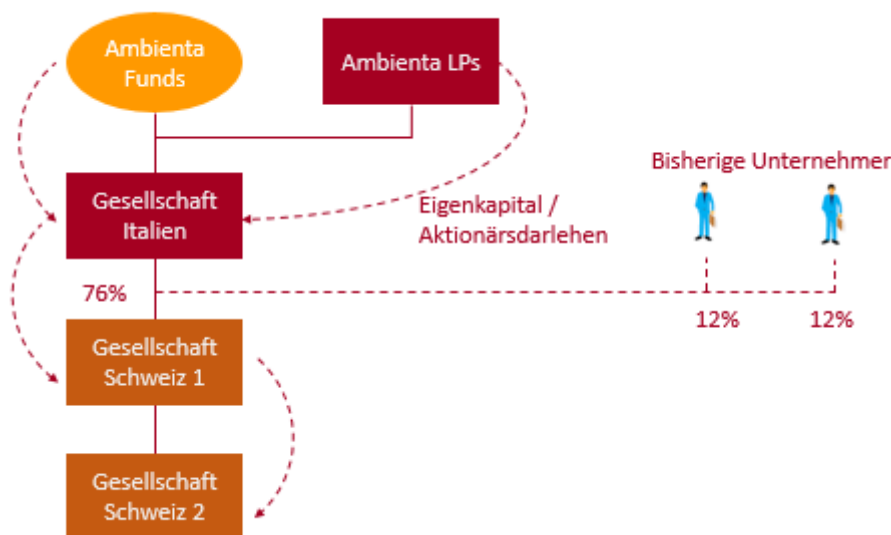 Ambienta
Funds
Ambienta LPs
Bisherige Unternehmer
Gesellschaft
Italien
Eigenkapital /
Aktionärsdarlehen
76%
12%
12%
Gesellschaft
Schweiz 1
Gesellschaft
Schweiz 2